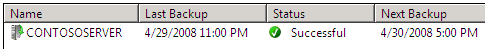 Name Last Backup Status Next Backup
CONTOSOSERVER 4/29/2008 11:00 PM Successful 4/30/2008 5:00 PM